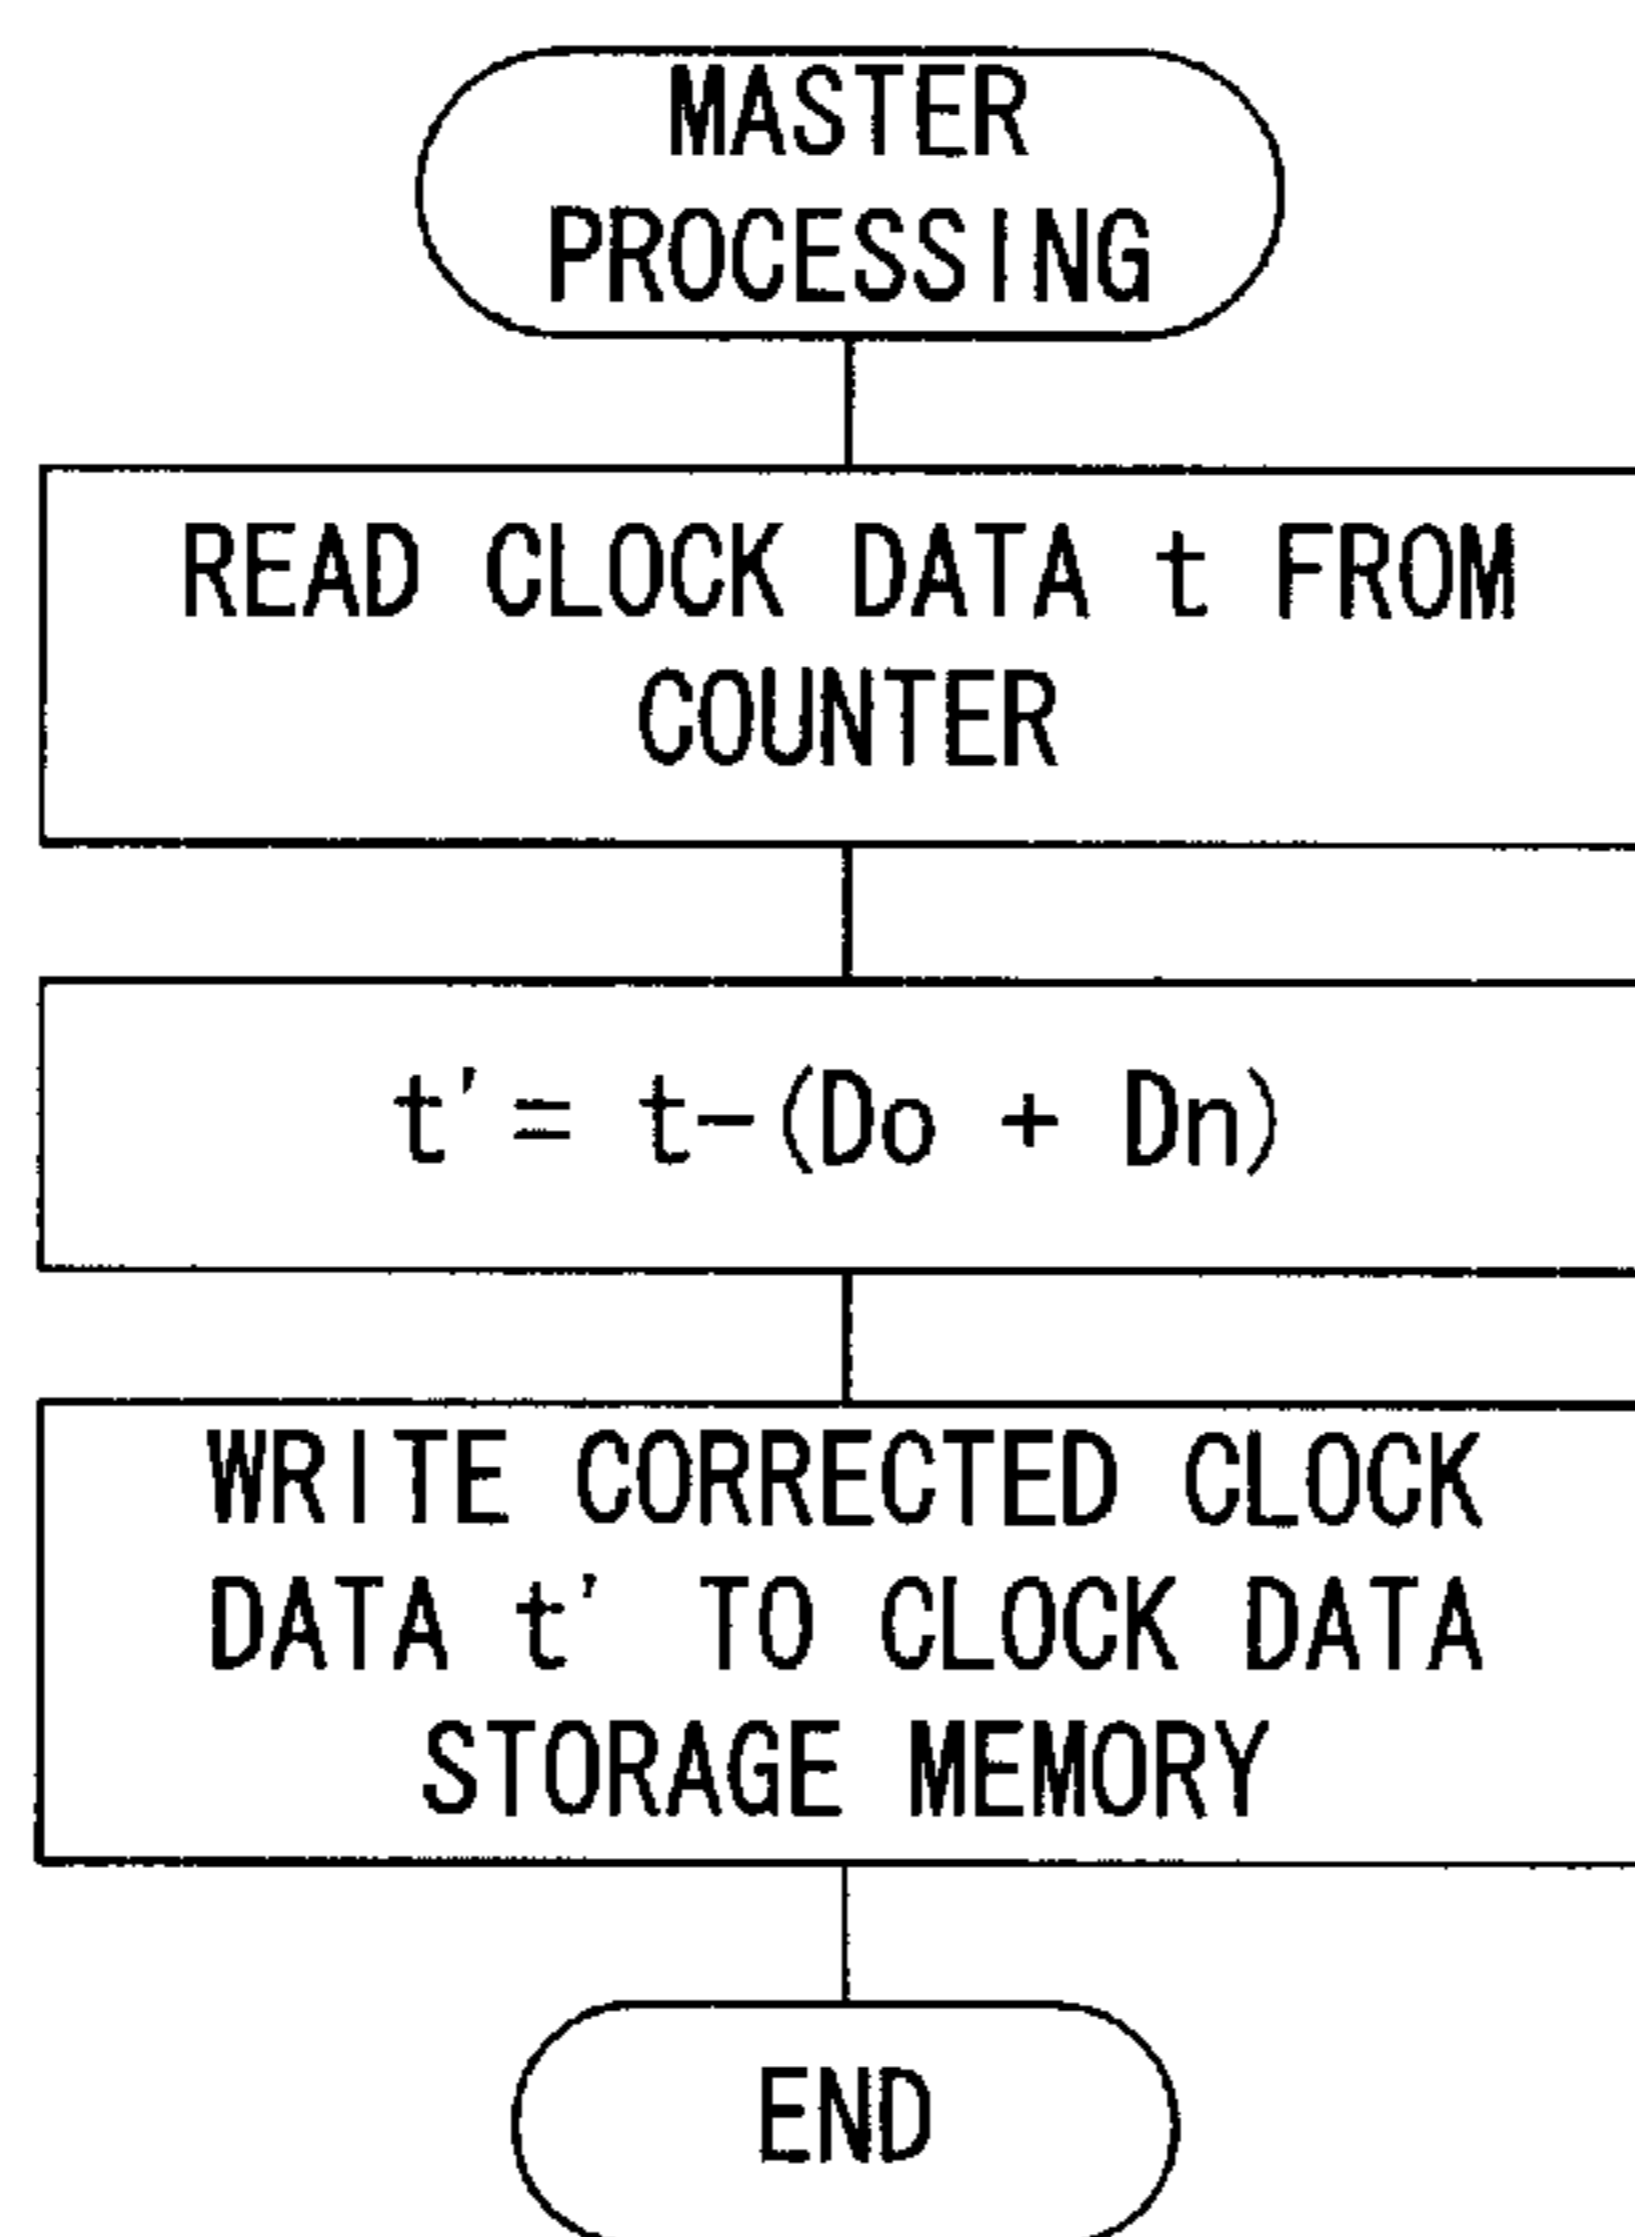 MASTER
PROCESSING
READ CLOCK DATA t FROM
COUNTER
t'= t-(Do + Dn)
WRITE CORRECTED CLOCK
DATA t' TO CLOCK DATA
STORAGE MEMORY
END